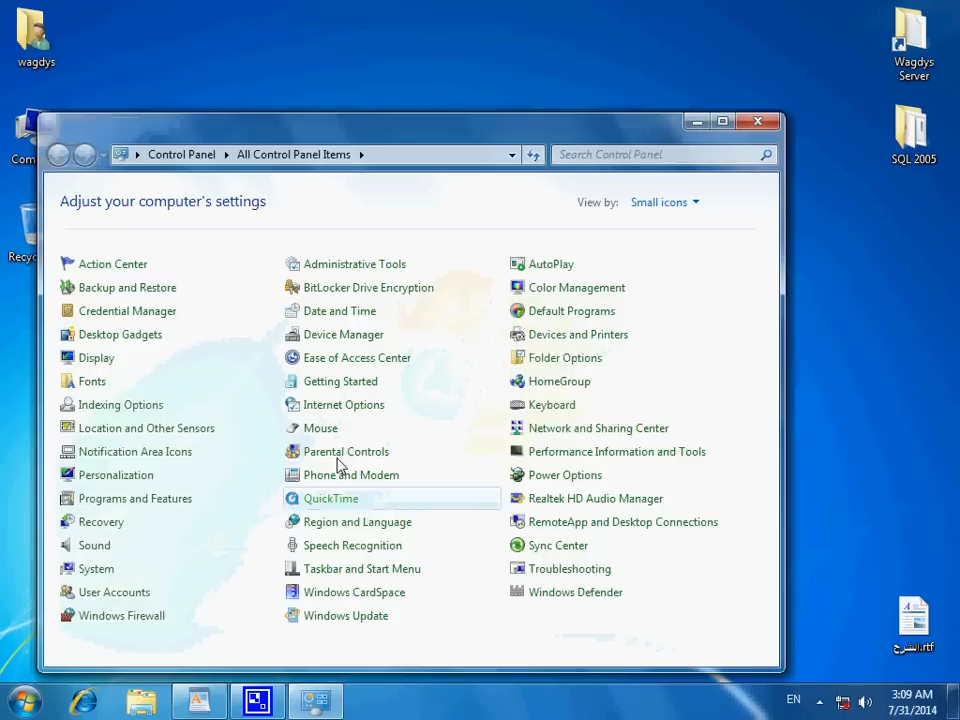 wagdys
Wagdys
Server
Com
SQL 2005
Recyc
Control Panel
All Control Panel Items
Search Control Panel
Adjust your computer's settings
View by:
Small icons
Action Center
Administrative Tools
AutoPlay
Backup and Restore
BitLocker Drive Encryption
Color Management
Credential Manager
Date and Time
Default Programs
Desktop Gadgets
Device Manager
Devices and Printers
Display
Ease of Access Center
Folder Options
Fonts
Getting Started
HomeGroup
Indexing Options
Internet Options
Keyboard
Location and Other Sensors
Mouse
Network and Sharing Center
Notification Area Icons
Parental Controls
Performance Information and Tools
Personalization
Phone and Modem
Power Options
Programs and Features
QuickTime
Realtek HD Audio Manager
Recovery
Region and Language
RemoteApp and Desktop Connections
Sound
Speech Recognition
Sync Center
System
Taskbar and Start Menu
Troubleshooting
User Accounts
Windows CardSpace
Windows Defender
Windows Firewall
Windows Update
الشرح.rtf
EN
3:09 AM
7/31/2014